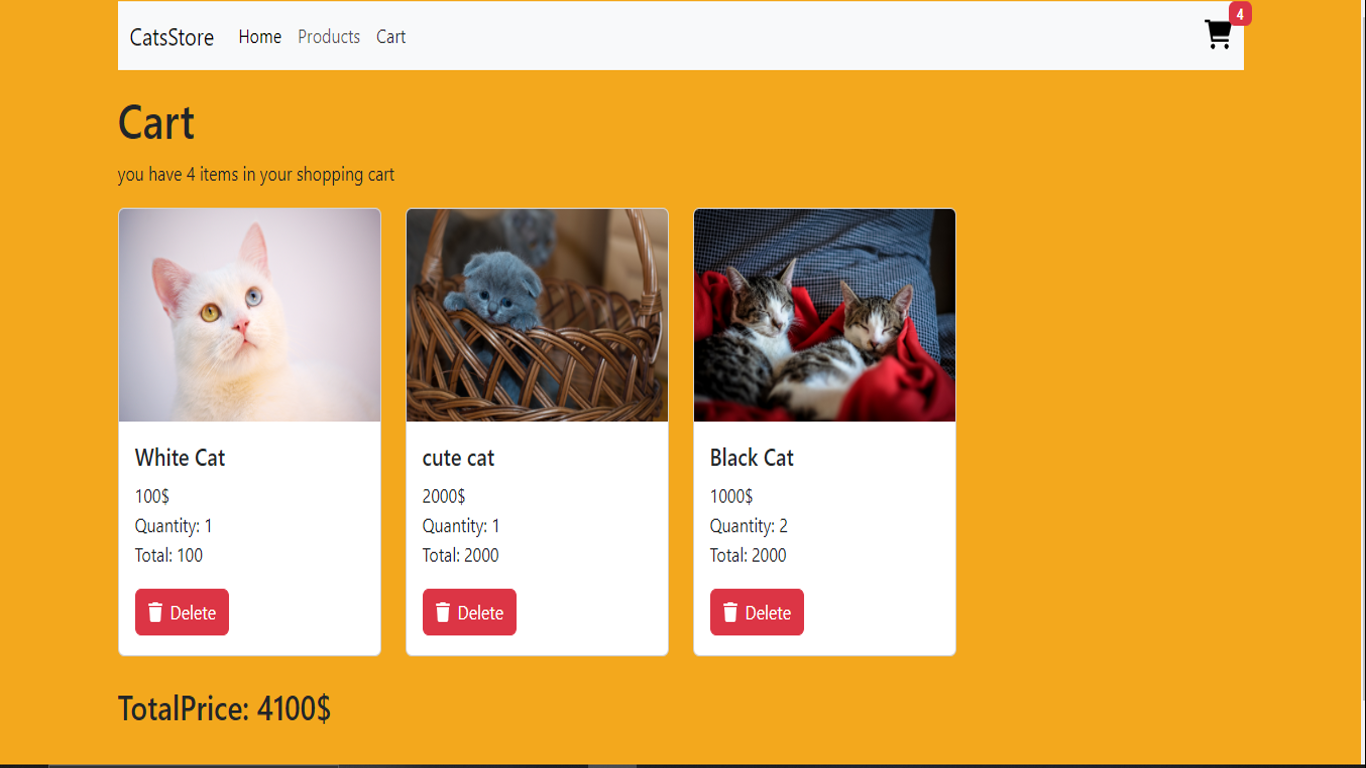 CatsStore Home Products Cart 4
Cart
you have 4 items in your shopping cart
White Cat
100$
Quantity: 1
Total: 100
Delete
cute cat
2000$
Quantity: 1
Total: 2000
Delete
Black Cat
1000$
Quantity: 2
Total: 2000
Delete
TotalPrice: 4100$